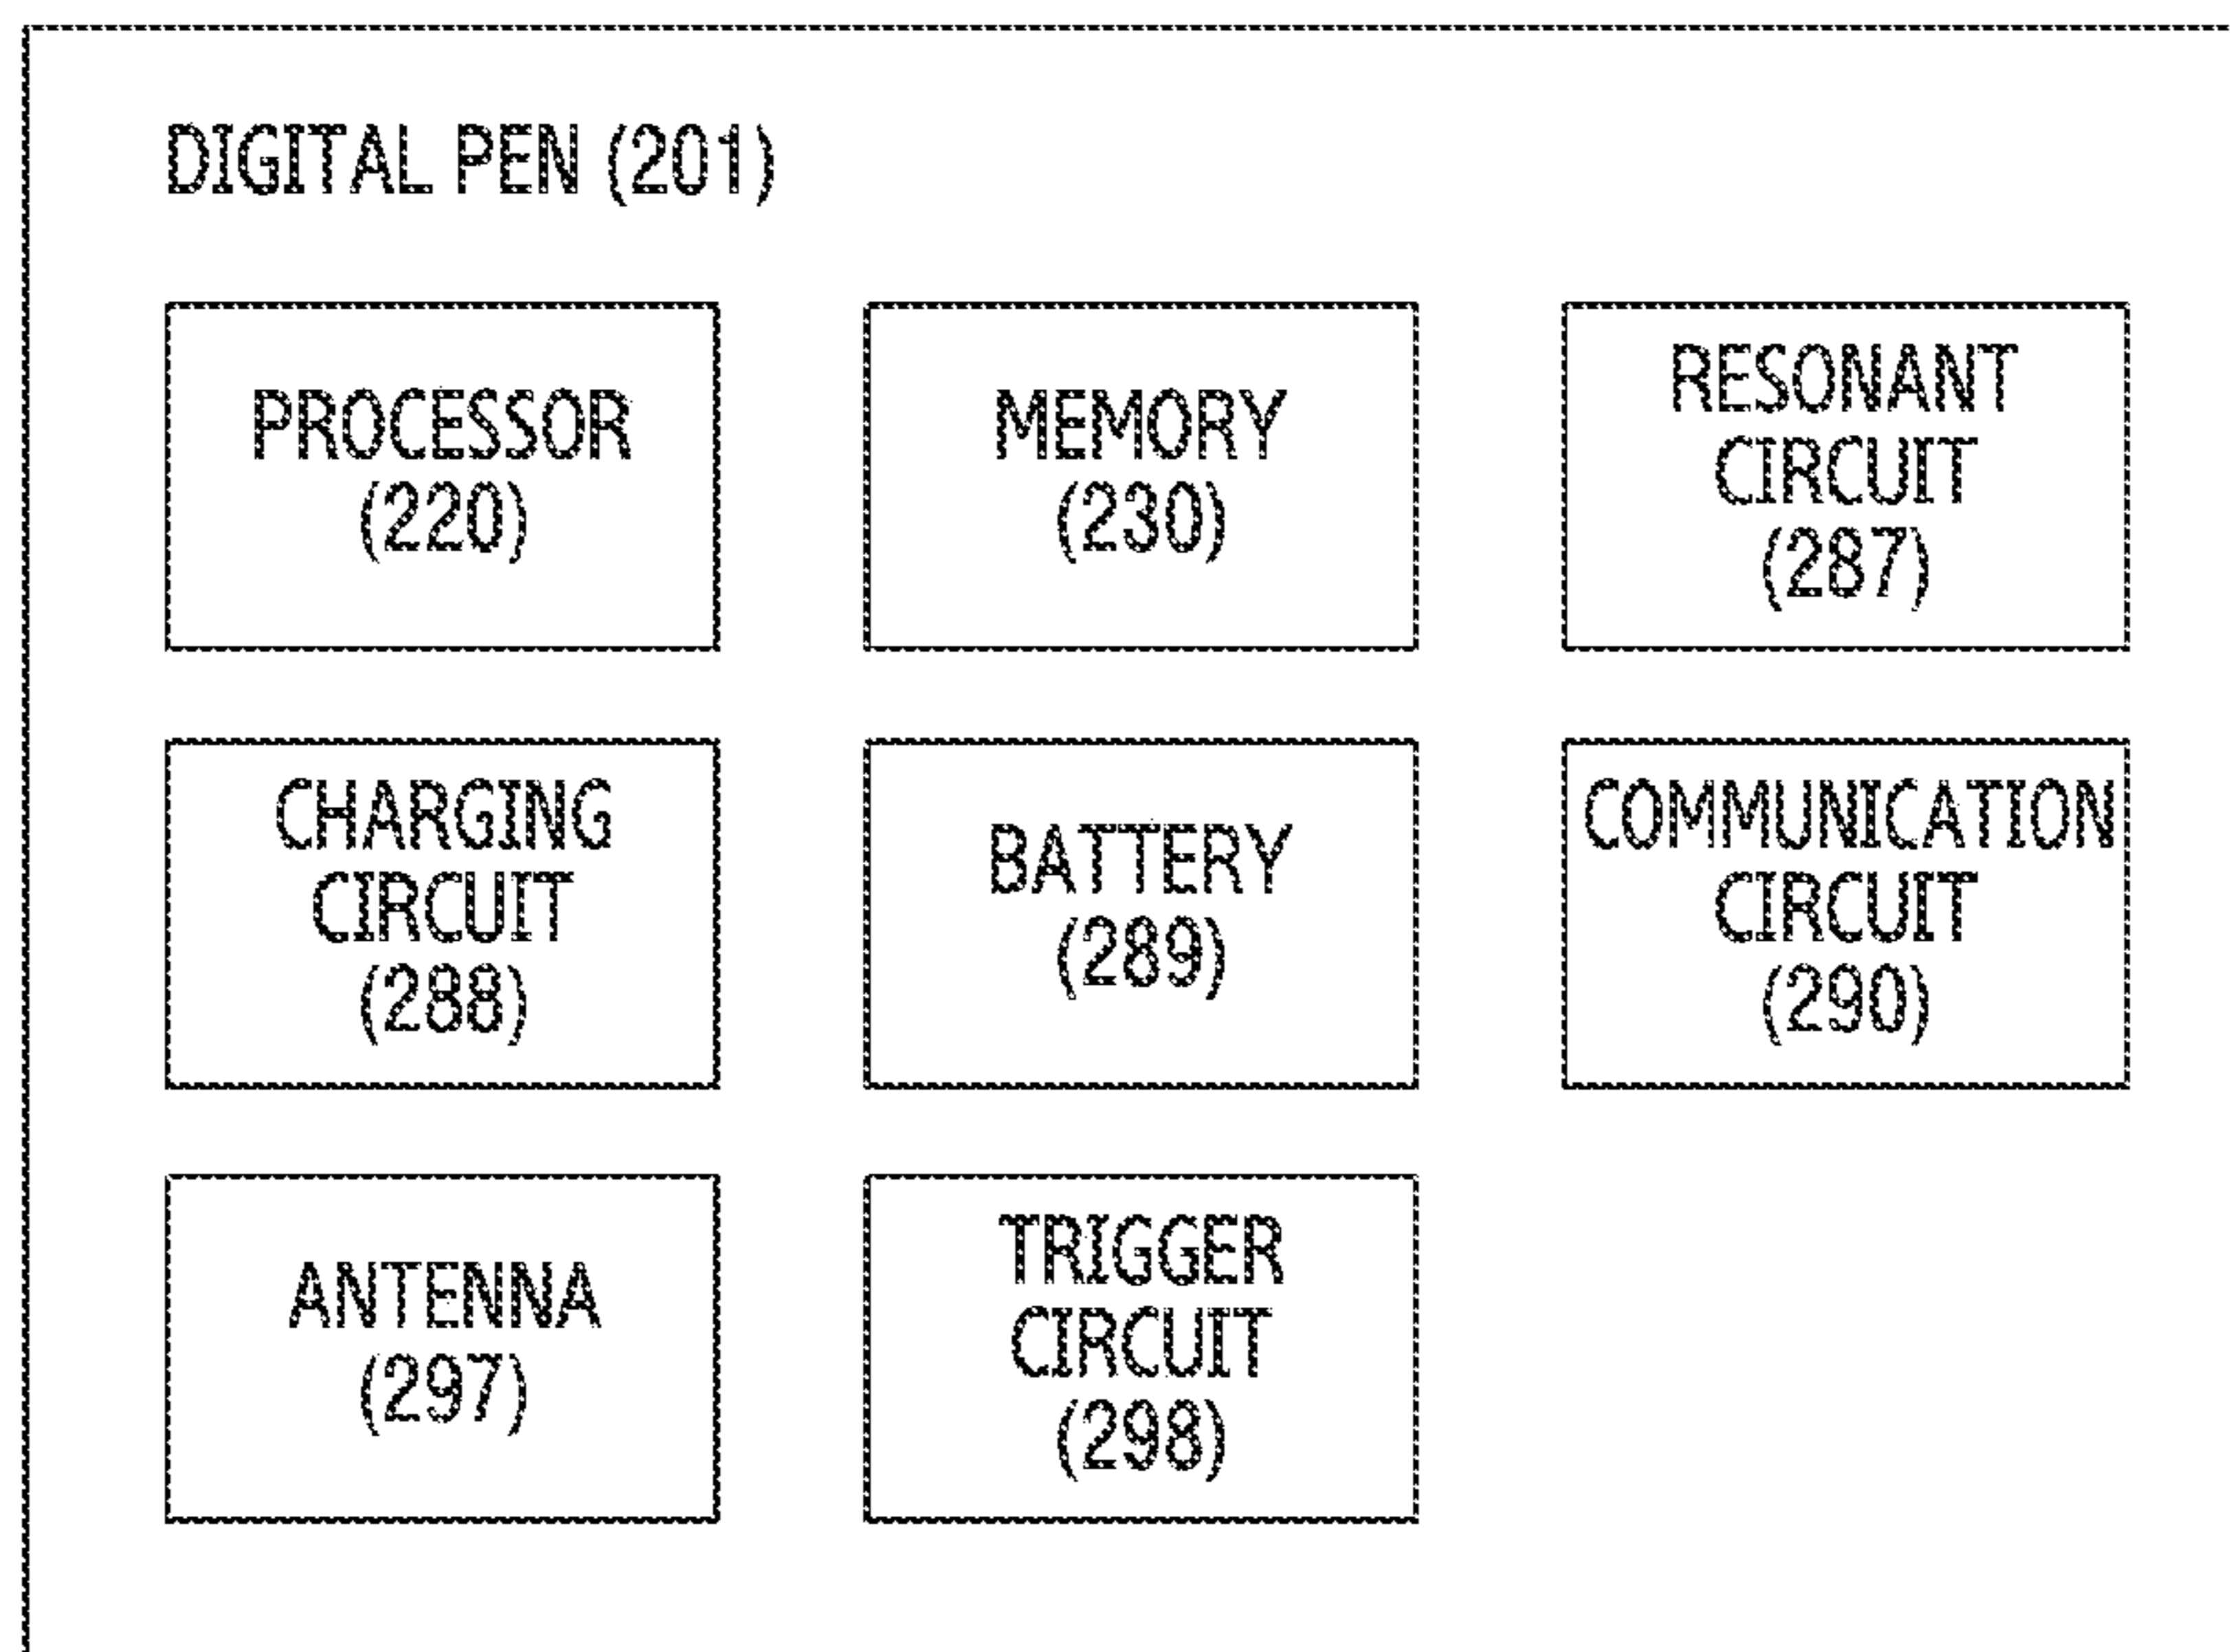 DIGITAL PEN (201)
PROCESSOR
(220)
MEMORY
(230)
RESONANT
CIRCUIT
(287)
CHARGING
CIRCUIT
(288)
BATTERY
(289)
COMMUNICATION
CIRCUIT
(290)
ANTENNA
(297)
TRIGGER
CIRCUIT
(298)